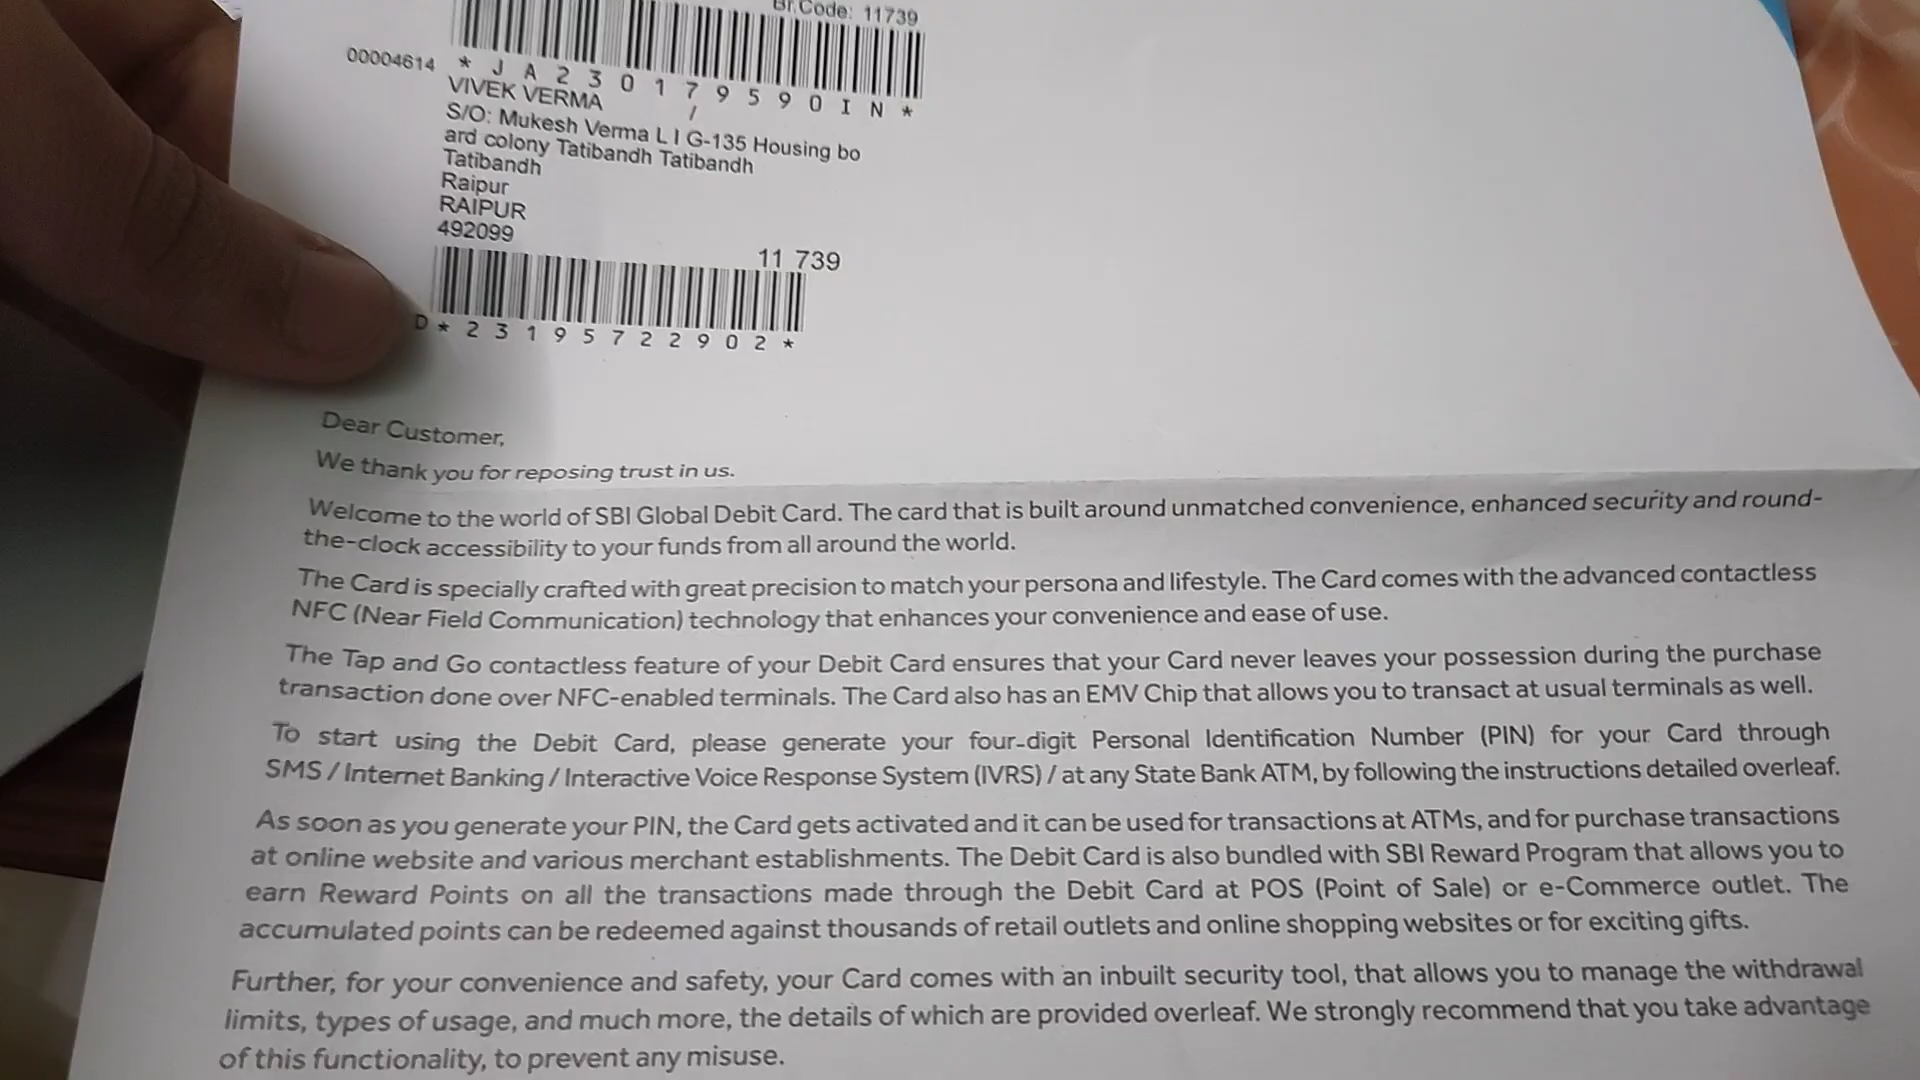 Br.Code: 11739
00004614 * J A 2 3 0 1 7 9 5 9 0 I N *
VIVEK VERMA /
S/O: Mukesh Verma L I G-135 Housing bo
ard colony Tatibandh Tatibandh
Tatibandh
Raipur
RAIPUR
492099
11 739
D * 2 3 1 9 5 7 2 2 9 0 2 *
Dear Customer,
We thank you for reposing trust in us.
Welcome to the world of SBI Global Debit Card. The card that is built around unmatched convenience, enhanced security and round-
the-clock accessibility to your funds from all around the world.
The Card is specially crafted with great precision to match your persona and lifestyle. The Card comes with the advanced contactless
NFC (Near Field Communication) technology that enhances your convenience and ease of use.
The Tap and Go contactless feature of your Debit Card ensures that your Card never leaves your possession during the purchase
transaction done over NFC-enabled terminals. The Card also has an EMV Chip that allows you to transact at usual terminals as well.
To start using the Debit Card, please generate your four-digit Personal Identification Number (PIN) for your Card through
SMS / Internet Banking / Interactive Voice Response System (IVRS) / at any State Bank ATM, by following the instructions detailed overleaf.
As soon as you generate your PIN, the Card gets activated and it can be used for transactions at ATMs, and for purchase transactions
at online website and various merchant establishments. The Debit Card is also bundled with SBI Reward Program that allows you to
earn Reward Points on all the transactions made through the Debit Card at POS (Point of Sale) or e-Commerce outlet. The
accumulated points can be redeemed against thousands of retail outlets and online shopping websites or for exciting gifts.
Further, for your convenience and safety, your Card comes with an inbuilt security tool, that allows you to manage the withdrawal
limits, types of usage, and much more, the details of which are provided overleaf. We strongly recommend that you take advantage
of this functionality, to prevent any misuse.